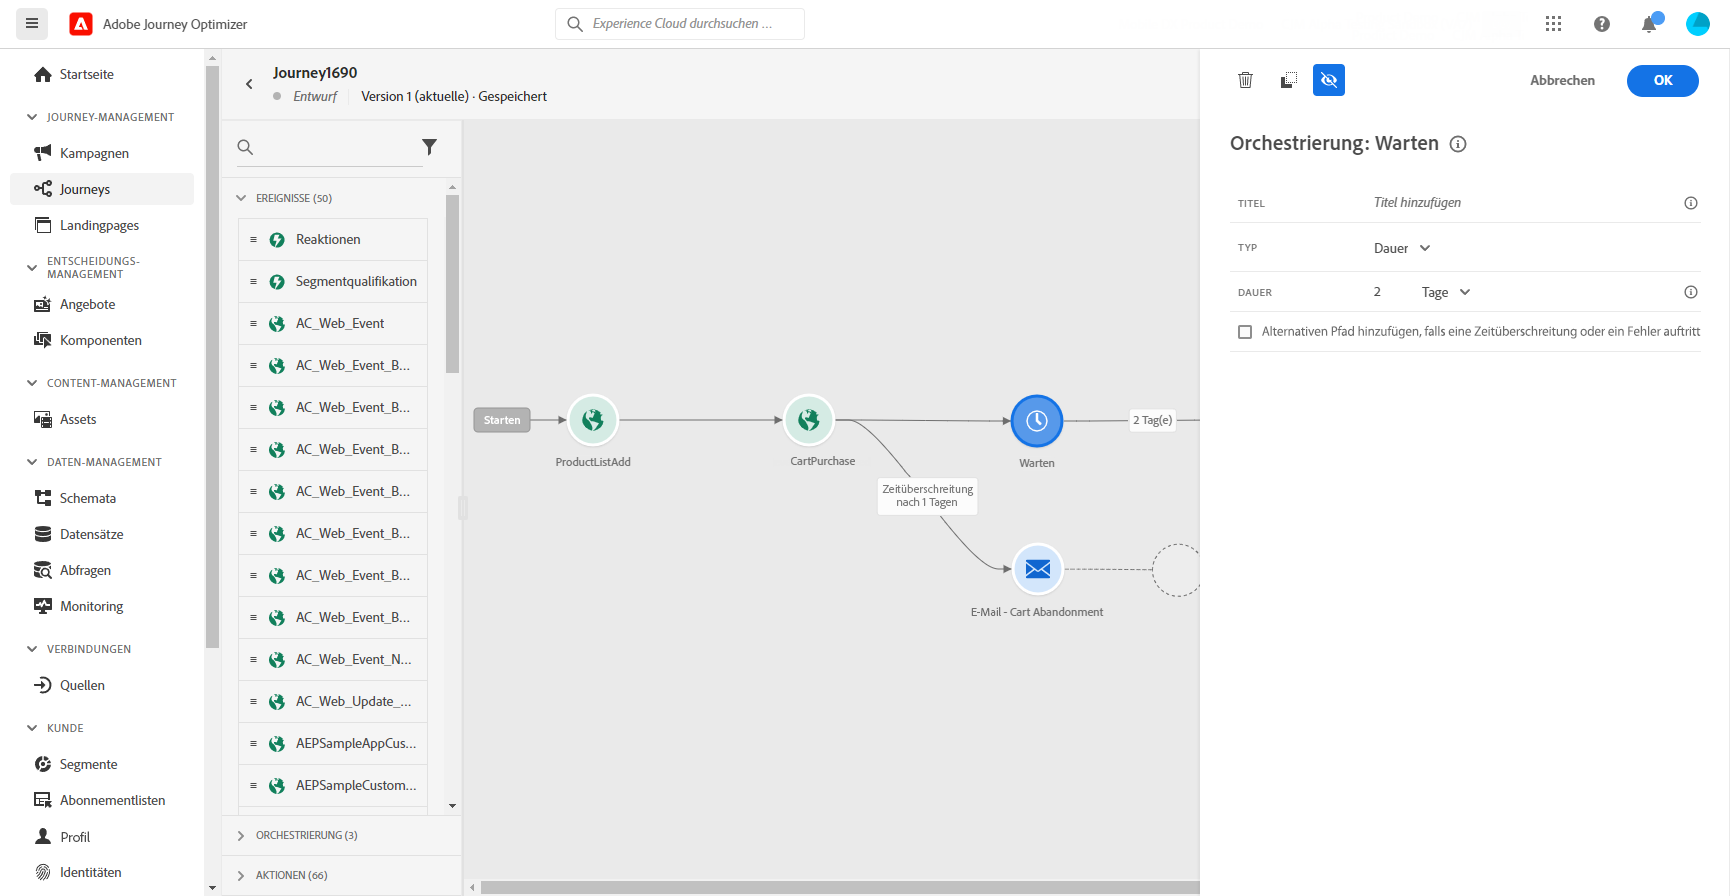 Adobe Journey Optimizer
Experience Cloud durchsuchen ...
Startseite
JOURNEY-MANAGEMENT
Kampagnen
Journeys
Landingpages
ENTSCHEIDUNGS-
MANAGEMENT
Angebote
Komponenten
CONTENT-MANAGEMENT
Assets
DATEN-MANAGEMENT
Schemata
Datensätze
Abfragen
Monitoring
VERBINDUNGEN
Quellen
KUNDE
Segmente
Abonnementlisten
Profil
Identitäten
Journey1690
Entwurf
Version 1 (aktuelle) · Gespeichert
EREIGNISSE (50)
Reaktionen
Segmentqualifikation
AC_Web_Event
AC_Web_Event_B...
AC_Web_Event_B...
AC_Web_Event_B...
AC_Web_Event_B...
AC_Web_Event_B...
AC_Web_Event_B...
AC_Web_Event_B...
AC_Web_Event_N...
AC_Web_Update_...
AEPSampleAppCus...
AEPSampleCustom...
ORCHESTRIERUNG (3)
AKTIONEN (66)
Starten
ProductListAdd
CartPurchase
Warten
2 Tag(e)
Zeitüberschreitung
nach 1 Tagen
E-Mail - Cart Abandonment
Abbrechen
OK
Orchestrierung: Warten
TITEL
Titel hinzufügen
TYP
Dauer
DAUER
2
Tage
Alternativen Pfad hinzufügen, falls eine Zeitüberschreitung oder ein Fehler auftritt